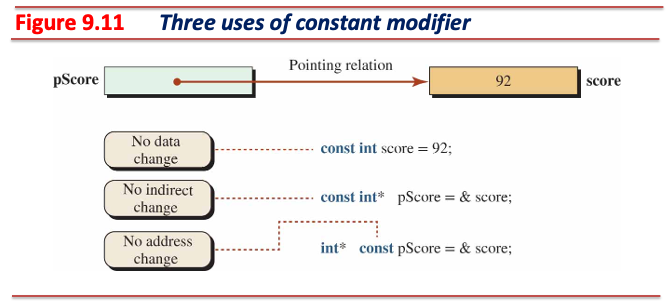 Figure 9.11 Three uses of constant modifier
Pointing relation
pScore
92
score
No data
change
const int score = 92;
No indirect
change
const int* pScore = & score;
No address
change
int* const pScore = & score;